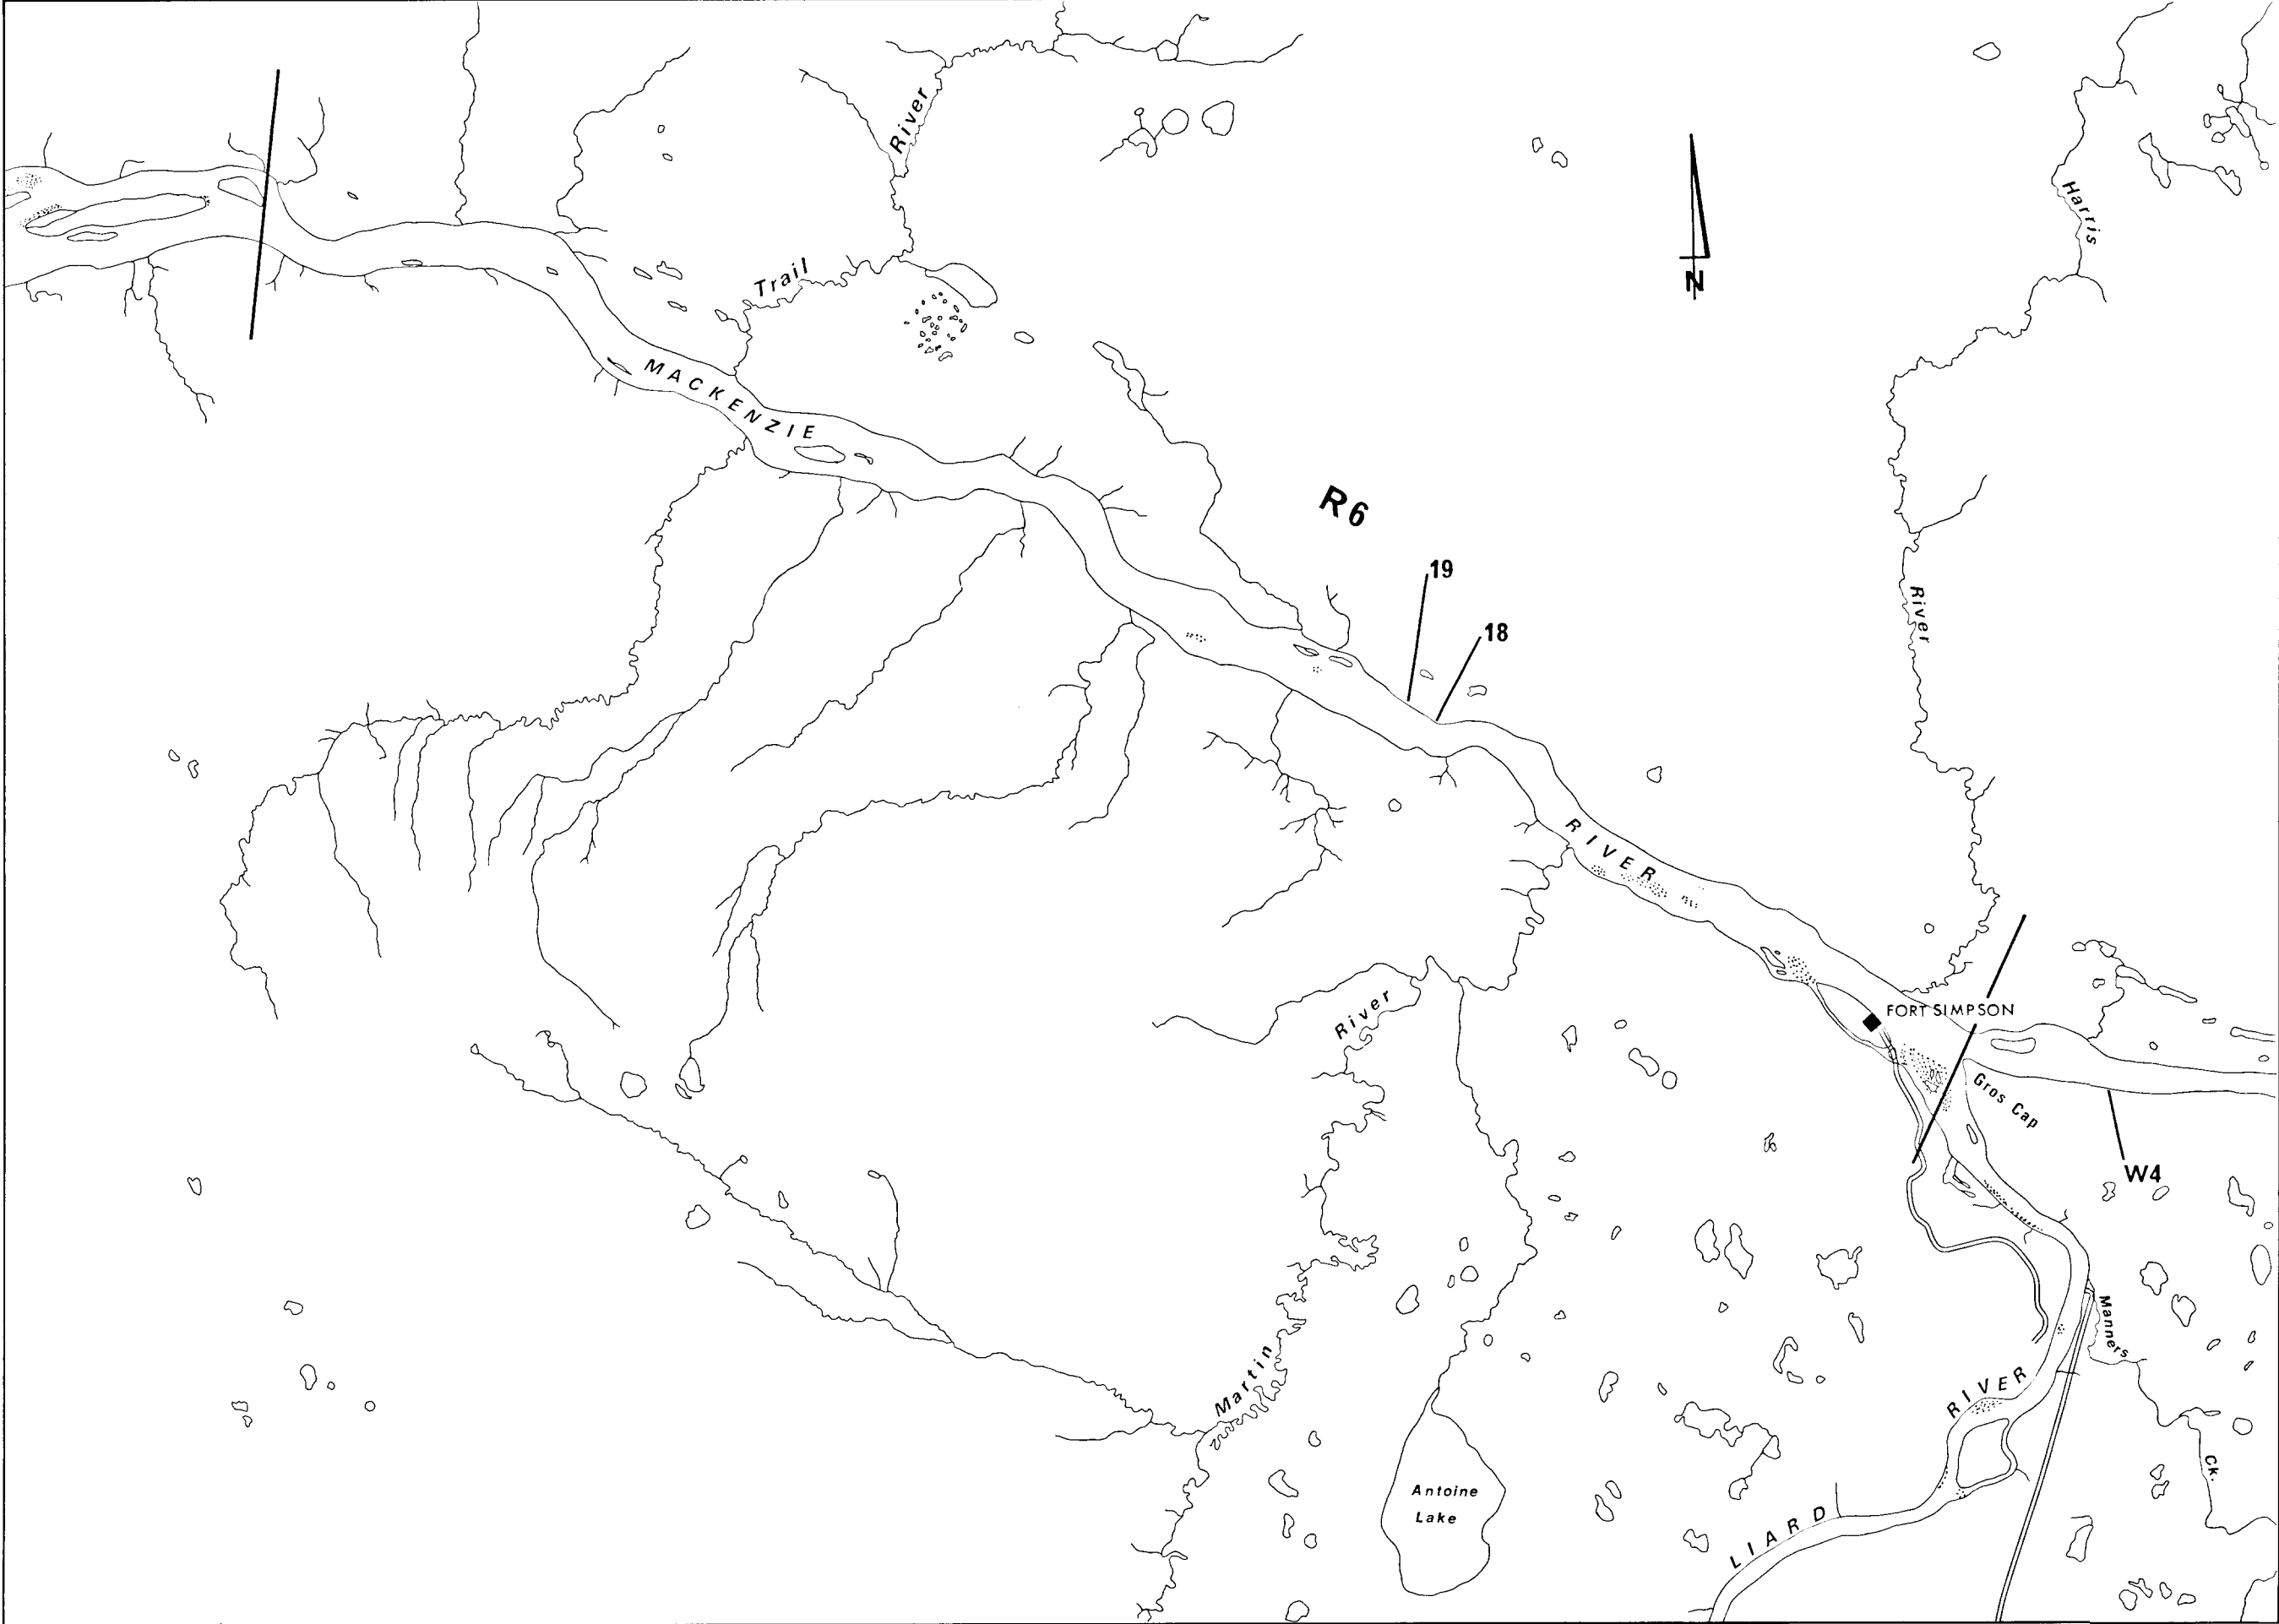 River
Harris
Trail
N
MACKENZIE
R6
19
River
18
RIVER
River
FORT SIMPSON
Gros Cap
W4
Manners
Martin
RIVER
Ck.
Antoine
Lake
LIARD